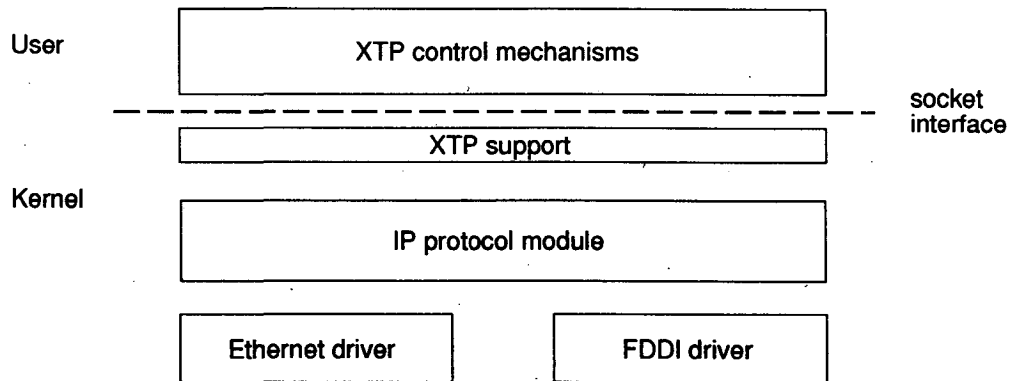 User
XTP control mechanisms
socket
interface
XTP support
Kernel
IP protocol module
Ethernet driver
FDDI driver